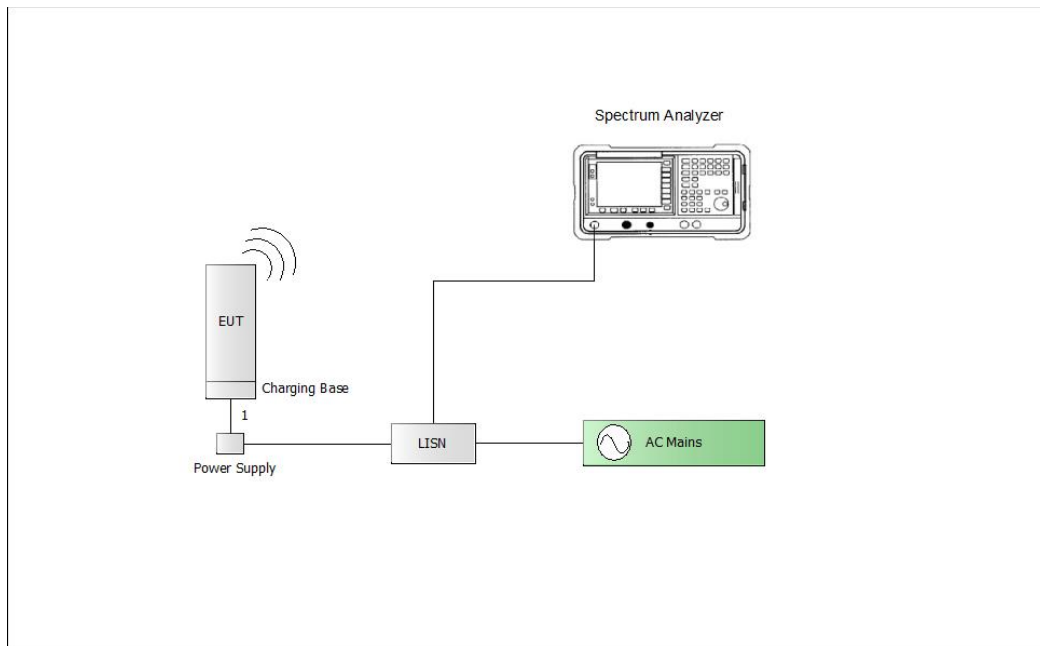 Spectrum Analyzer
EUT
Charging Base
1
Power Supply
LISN
AC Mains